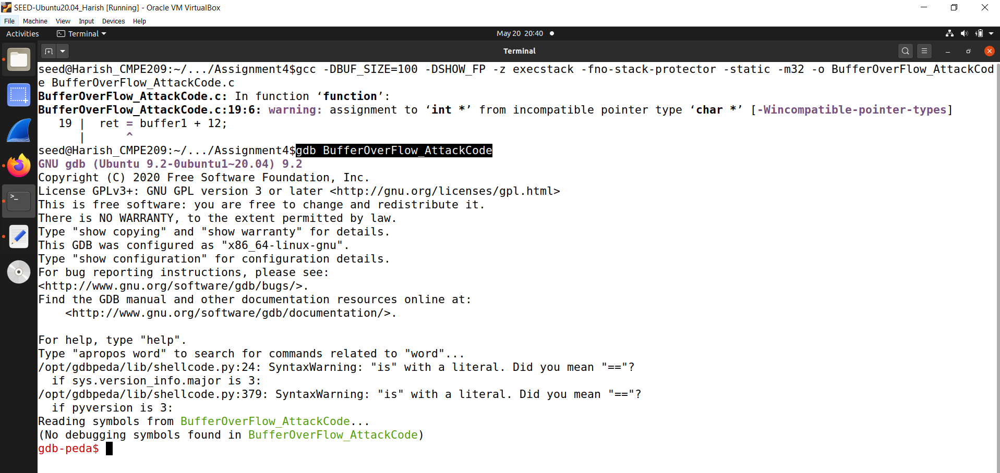 SEED-Ubuntu20.04_Harish [Running] - Oracle VM VirtualBox
File Machine View Input Devices Help
Activities Terminal May 20 20:40
Terminal
seed@Harish_CMPE209:~/.../Assignment4$gcc -DBUF_SIZE=100 -DSHOW_FP -z execstack -fno-stack-protector -static -m32 -o BufferOverFlow_AttackCod
e BufferOverFlow_AttackCode.c
BufferOverFlow_AttackCode.c: In function ‘function’:
BufferOverFlow_AttackCode.c:19:6: warning: assignment to ‘int *’ from incompatible pointer type ‘char *’ [-Wincompatible-pointer-types]
   19 |  ret = buffer1 + 12;
      |      ^
seed@Harish_CMPE209:~/.../Assignment4$gdb BufferOverFlow_AttackCode
GNU gdb (Ubuntu 9.2-0ubuntu1~20.04) 9.2
Copyright (C) 2020 Free Software Foundation, Inc.
License GPLv3+: GNU GPL version 3 or later <http://gnu.org/licenses/gpl.html>
This is free software: you are free to change and redistribute it.
There is NO WARRANTY, to the extent permitted by law.
Type "show copying" and "show warranty" for details.
This GDB was configured as "x86_64-linux-gnu".
Type "show configuration" for configuration details.
For bug reporting instructions, please see:
<http://www.gnu.org/software/gdb/bugs/>.
Find the GDB manual and other documentation resources online at:
    <http://www.gnu.org/software/gdb/documentation/>.
For help, type "help".
Type "apropos word" to search for commands related to "word"...
/opt/gdbpeda/lib/shellcode.py:24: SyntaxWarning: "is" with a literal. Did you mean "=="?
  if sys.version_info.major is 3:
/opt/gdbpeda/lib/shellcode.py:379: SyntaxWarning: "is" with a literal. Did you mean "=="?
  if pyversion is 3:
Reading symbols from BufferOverFlow_AttackCode...
(No debugging symbols found in BufferOverFlow_AttackCode)
gdb-peda$